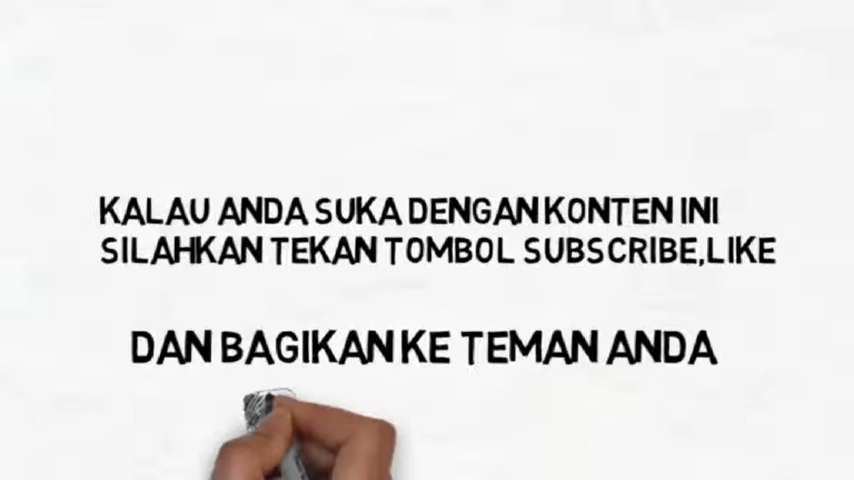 KALAU ANDA SUKA DENGAN KONTEN INI
SILAHKAN TEKAN TOMBOL SUBSCRIBE,LIKE
DAN BAGIKAN KE TEMAN ANDA